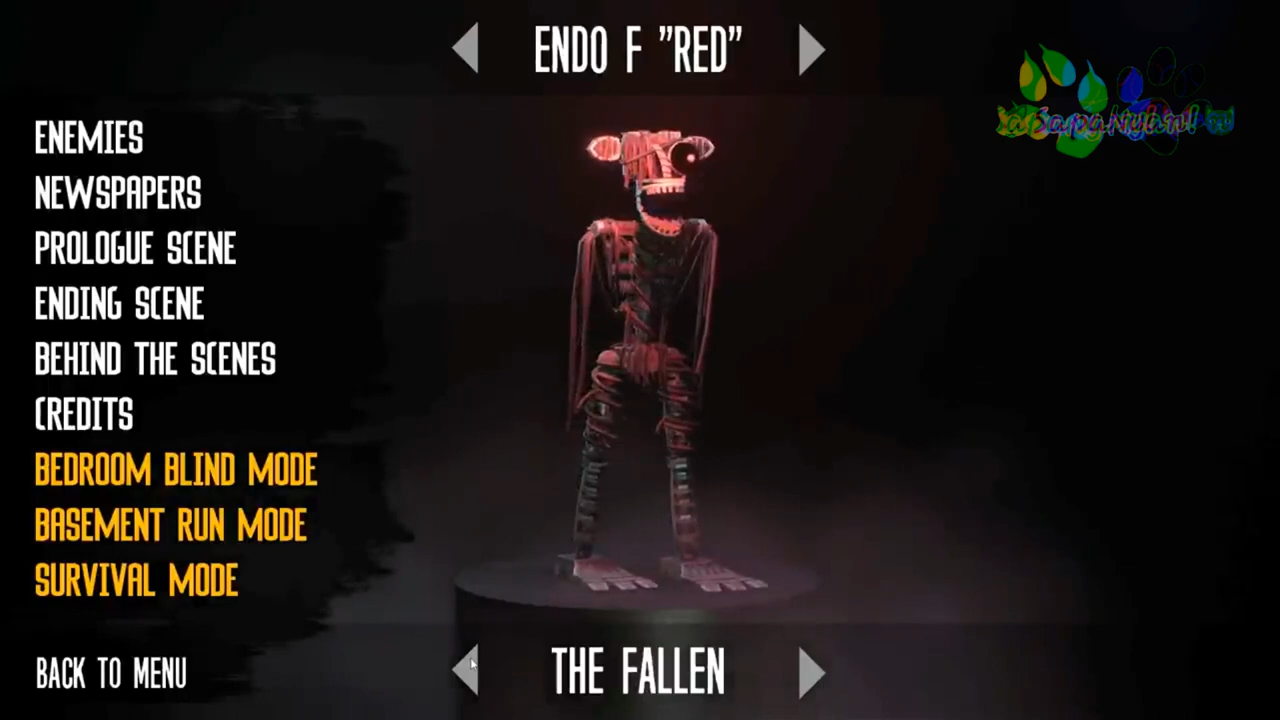 ENDO F "RED"
ENEMIES
NEWSPAPERS
PROLOGUE SCENE
ENDING SCENE
BEHIND THE SCENES
CREDITS
BEDROOM BLIND MODE
BASEMENT RUN MODE
SURVIVAL MODE
BACK TO MENU
THE FALLEN